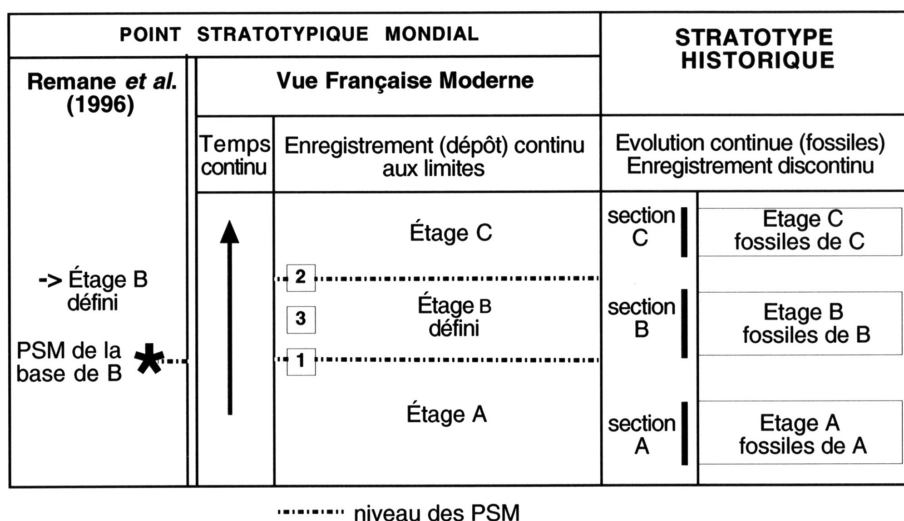 POINT STRATOTYPIQUE MONDIAL
STRATOTYPE
HISTORIQUE
Remane et al.
(1996)
Vue Française Moderne
Temps
continu
Enregistrement (dépôt) continu
aux limites
Evolution continue (fossiles)
Enregistrement discontinu
-> Étage B
défini
PSM de la
base de B
Étage C
2
3
Étage B
défini
1
Étage A
section
C
Etage C
fossiles de C
section
B
Etage B
fossiles de B
section
A
Etage A
fossiles de A
niveau des PSM